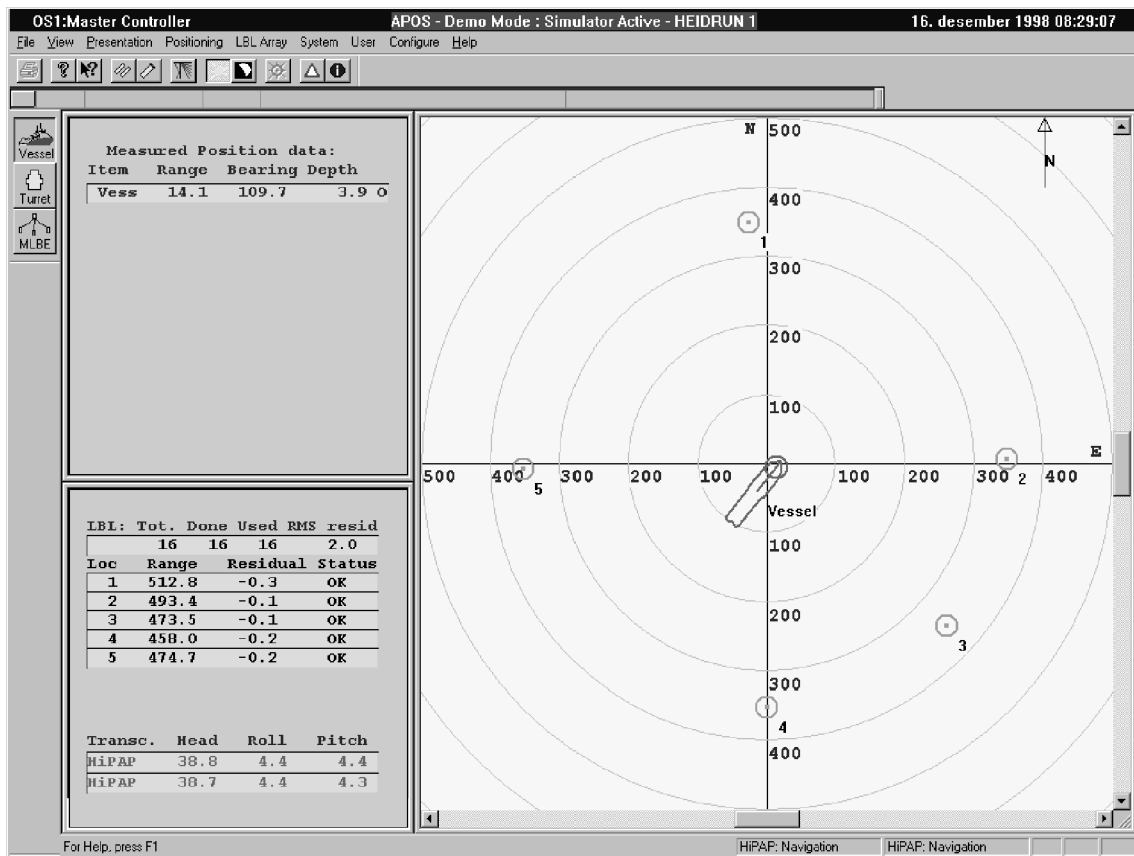 OS1:Master Controller APOS - Demo Mode : Simulator Active - HEIDRUN 1 16. desember 1998 08:29:07
File View Presentation Positioning LBL Array System User Configure Help
Vessel
Turret
MLBE
Measured Position data:
Item Range Bearing Depth
Vess 14.1 109.7 3.9 O
LBL: Tot. Done Used RMS resid
16 16 16 2.0
Loc Range Residual Status
1 512.8 -0.3 OK
2 493.4 -0.1 OK
3 473.5 -0.1 OK
4 458.0 -0.2 OK
5 474.7 -0.2 OK
Transc. Head Roll Pitch
HiPAP 38.8 4.4 4.4
HiPAP 38.7 4.4 4.3
N 500
N
400
1
300
200
100
E
500 400 300 200 100 100 300 400
5 2
Vessel
100
200
3
300
4
400
For Help, press F1 HiPAP: Navigation HiPAP: Navigation